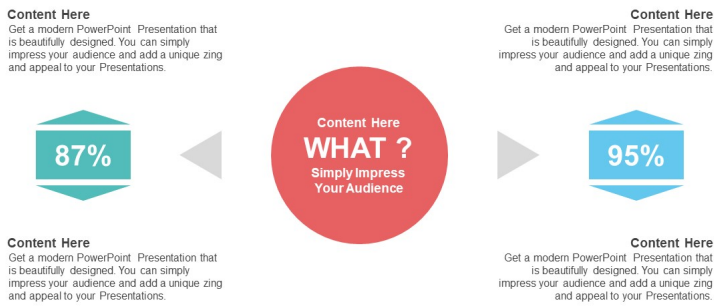 Content Here
Get a modern PowerPoint Presentation that
is beautifully designed. You can simply
impress your audience and add a unique zing
and appeal to your Presentations.
Content Here
Get a modern PowerPoint Presentation that
is beautifully designed. You can simply
impress your audience and add a unique zing
and appeal to your Presentations.
87%
Content Here
WHAT ?
Simply Impress
Your Audience
95%
Content Here
Get a modern PowerPoint Presentation that
is beautifully designed. You can simply
impress your audience and add a unique zing
and appeal to your Presentations.
Content Here
Get a modern PowerPoint Presentation that
is beautifully designed. You can simply
impress your audience and add a unique zing
and appeal to your Presentations.